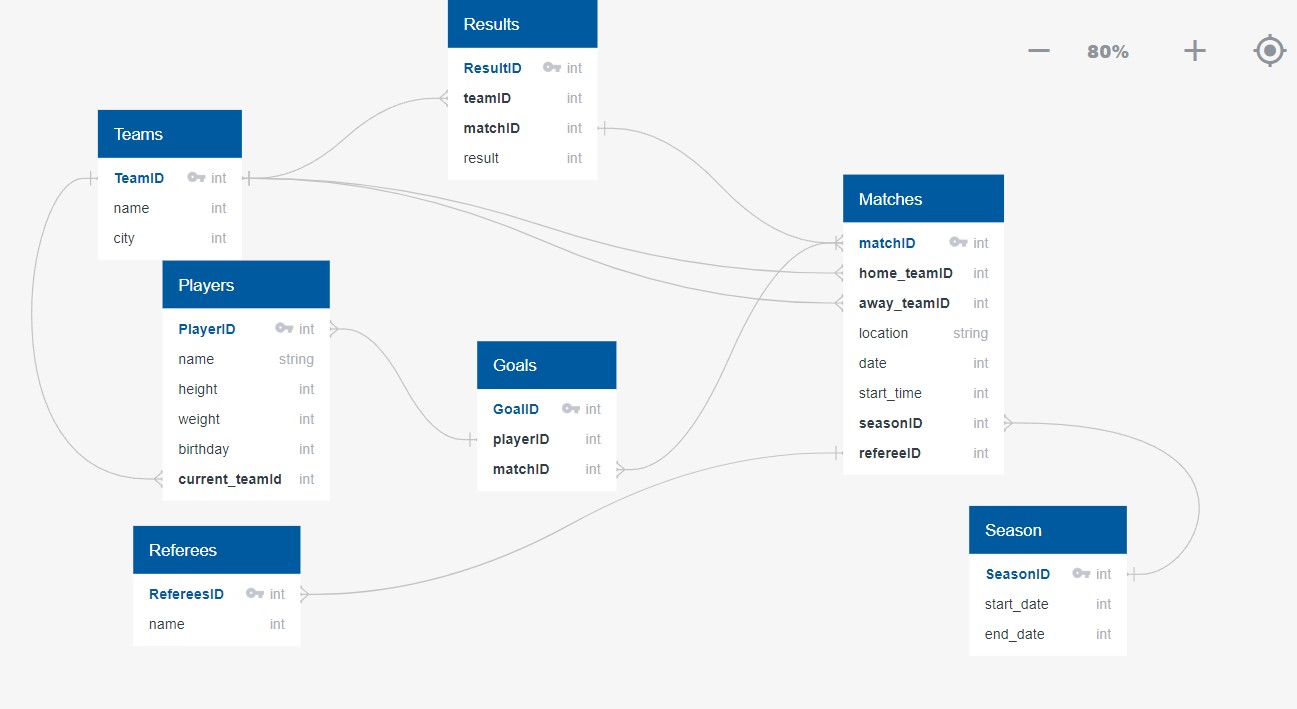 Results
ResultID int
teamID int
matchID int
result int
80%
Teams
TeamID int
name int
city int
Matches
matchID int
home_teamID int
away_teamID int
location string
date int
start_time int
seasonID int
refereeID int
Players
PlayerID int
name string
height int
weight int
birthday int
current_teamId int
Goals
GoalID int
playerID int
matchID int
Referees
RefereesID int
name int
Season
SeasonID int
start_date int
end_date int